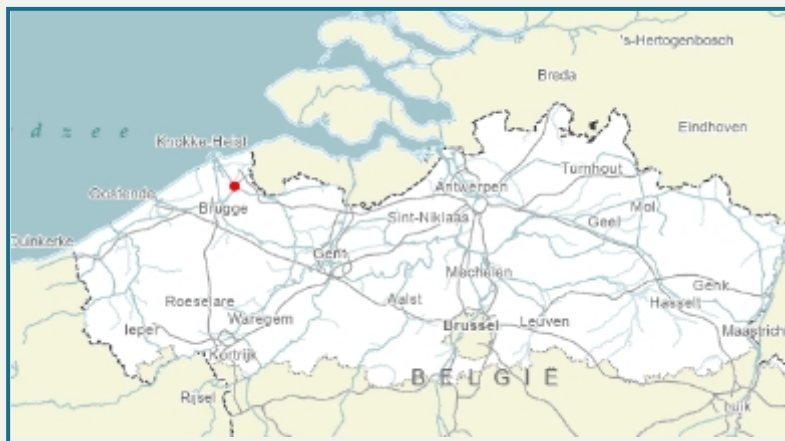 's-Hertogenbosch
Breda
d z e e
Eindhoven
Knokke-Heist
Turnhout
Antwerpen
Oostende
Brugge
Mol
Sint-Niklaas
Geel
Duinkerke
Gent
Mechelen
Genk
Roeselare
Aalst
Hasselt
Waregem
Ieper
Brussel
Leuven
Maastrich
Kortrijk
BELGIË
Rijsel
Luik